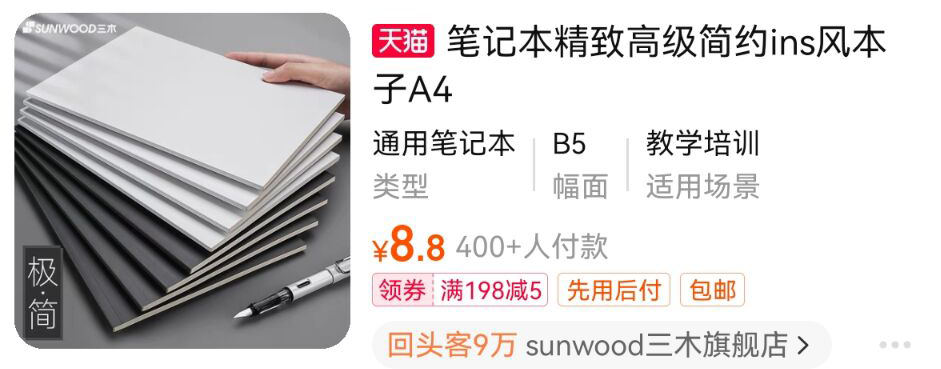 SUNWOOD三木
极·简
天猫 笔记本精致高级简约ins风本
子A4
通用笔记本 B5 教学培训
类型 幅面 适用场景
¥8.8 400+人付款
领券 满198减5 先用后付 包邮
回头客9万 sunwood三木旗舰店 >